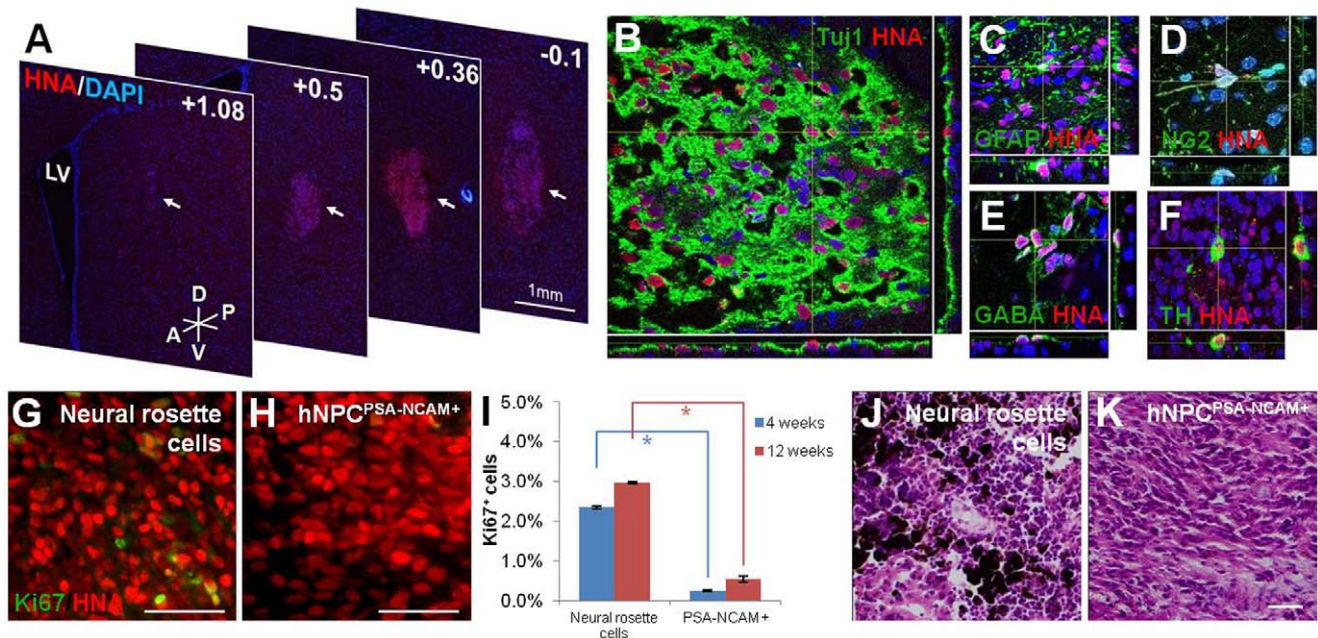 A
HNA/DAPI
+1.08
+0.5
+0.36
-0.1
LV
D
P
A
V
1mm
B
Tuj1 HNA
C
GFAP HNA
D
NG2 HNA
E
GABA HNA
F
TH HNA
G
Neural rosette
cells
Ki67/HNA
H
hNPC PSA-NCAM+
I
5.0%
4.0%
3.0%
2.0%
1.0%
0.0%
Ki67+ cells
*
*
4 weeks
12 weeks
Neural rosette
cells
PSA-NCAM+
J
Neural rosette
cells
K
hNPC PSA-NCAM+